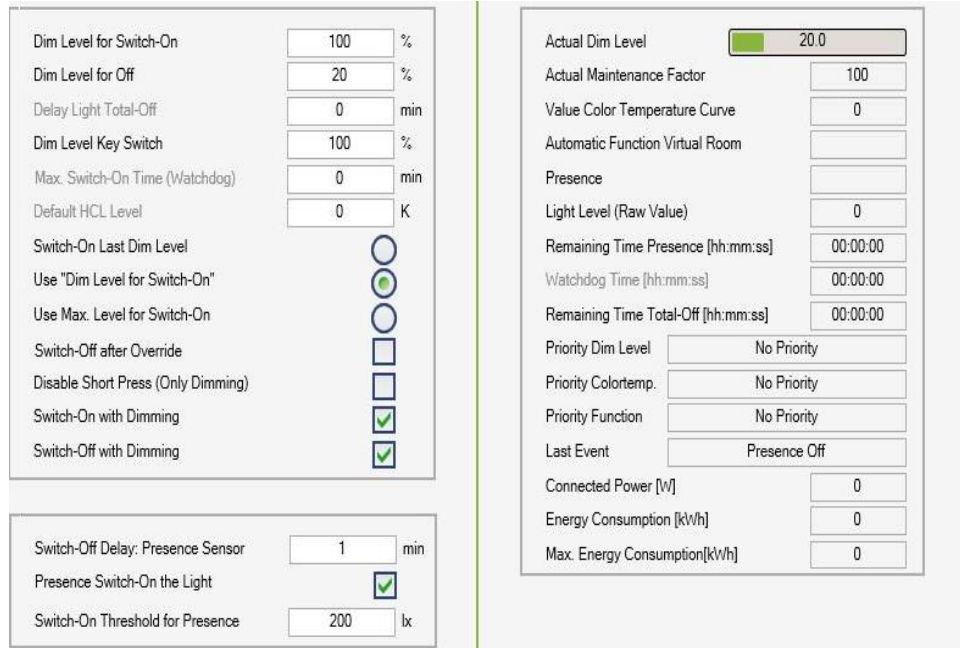 Dim Level for Switch-On 100 %
Dim Level for Off 20 %
Delay Light Total-Off 0 min
Dim Level Key Switch 100 %
Max. Switch-On Time (Watchdog) 0 min
Default HCL Level 0 K
Switch-On Last Dim Level
Use "Dim Level for Switch-On"
Use Max. Level for Switch-On
Switch-Off after Override
Disable Short Press (Only Dimming)
Switch-On with Dimming
Switch-Off with Dimming
Switch-Off Delay: Presence Sensor 1 min
Presence Switch-On the Light
Switch-On Threshold for Presence 200 lx
Actual Dim Level 20.0
Actual Maintenance Factor 100
Value Color Temperature Curve 0
Automatic Function Virtual Room
Presence
Light Level (Raw Value) 0
Remaining Time Presence [hh:mm:ss] 00:00:00
Watchdog Time [hh:mm:ss] 00:00:00
Remaining Time Total-Off [hh:mm:ss] 00:00:00
Priority Dim Level No Priority
Priority Colortemp. No Priority
Priority Function No Priority
Last Event Presence Off
Connected Power [W] 0
Energy Consumption [kWh] 0
Max. Energy Consumption[kWh] 0